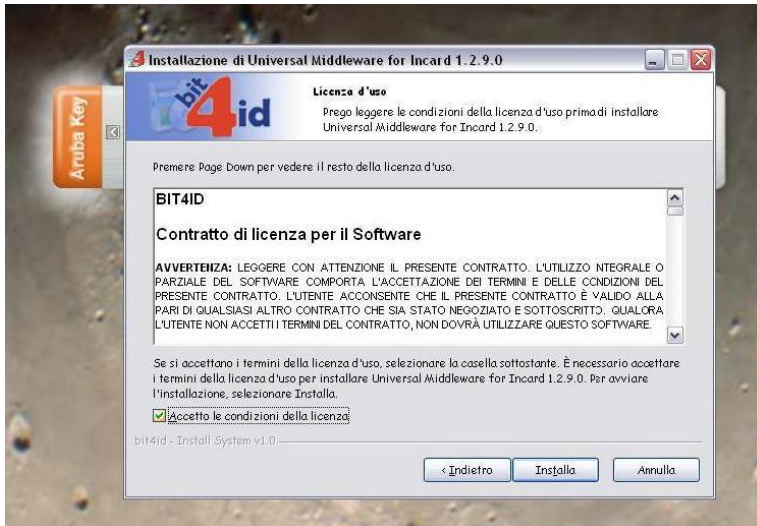 Installazione di Universal Middleware for Incard 1.2.9.0
bit
4id
Licenza d'uso
Prego leggere le condizioni della licenza d'uso prima di installare
Universal Middleware for Incard 1.2.9.0.
Aruba Key
Premere Page Down per vedere il resto della licenza d'uso.
BIT4ID
Contratto di licenza per il Software
AVVERTENZA: LEGGERE CON ATTENZIONE IL PRESENTE CONTRATTO. L'UTILIZZO NTEGRALE O
PARZIALE DEL SOFTWARE COMPORTA L'ACCETTAZIONE DEI TERMINI E DELLE CONDIZIONI DEL
PRESENTE CONTRATTO. L'UTENTE ACCONSENTE CHE IL PRESENTE CONTRATTO È VALIDO ALLA
PARI DI QUALSIASI ALTRO CONTRATTO CHE SIA STATO NEGOZIATO E SOTTOSCRITTO. QUALORA
L'UTENTE NON ACCETTI I TERMINI DEL CONTRATTO, NON DOVRÀ UTILIZZARE QUESTO SOFTWARE.
Se si accettano i termini della licenza d'uso, selezionare la casella sottostante. È necessario accettare
i termini della licenza d'uso per installare Universal Middleware for Incard 1.2.9.0. Per avviare
l'installazione, selezionare Installa.
Accetto le condizioni della licenza
bit4id - Install System v1.0
< Indietro
Installa
Annulla